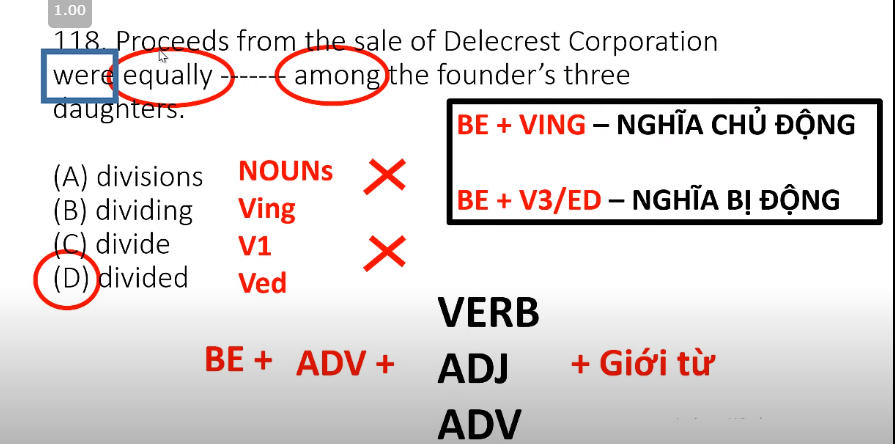 1.00
118. Proceeds from the sale of Delecrest Corporation
were equally ------- among the founder's three
daughters.
BE + VING – NGHĨA CHỦ ĐỘNG
BE + V3/ED – NGHĨA BỊ ĐỘNG
(A) divisions NOUNs
(B) dividing Ving
(C) divide V1
(D) divided Ved
VERB
BE + ADV + ADJ + Giới từ
ADV